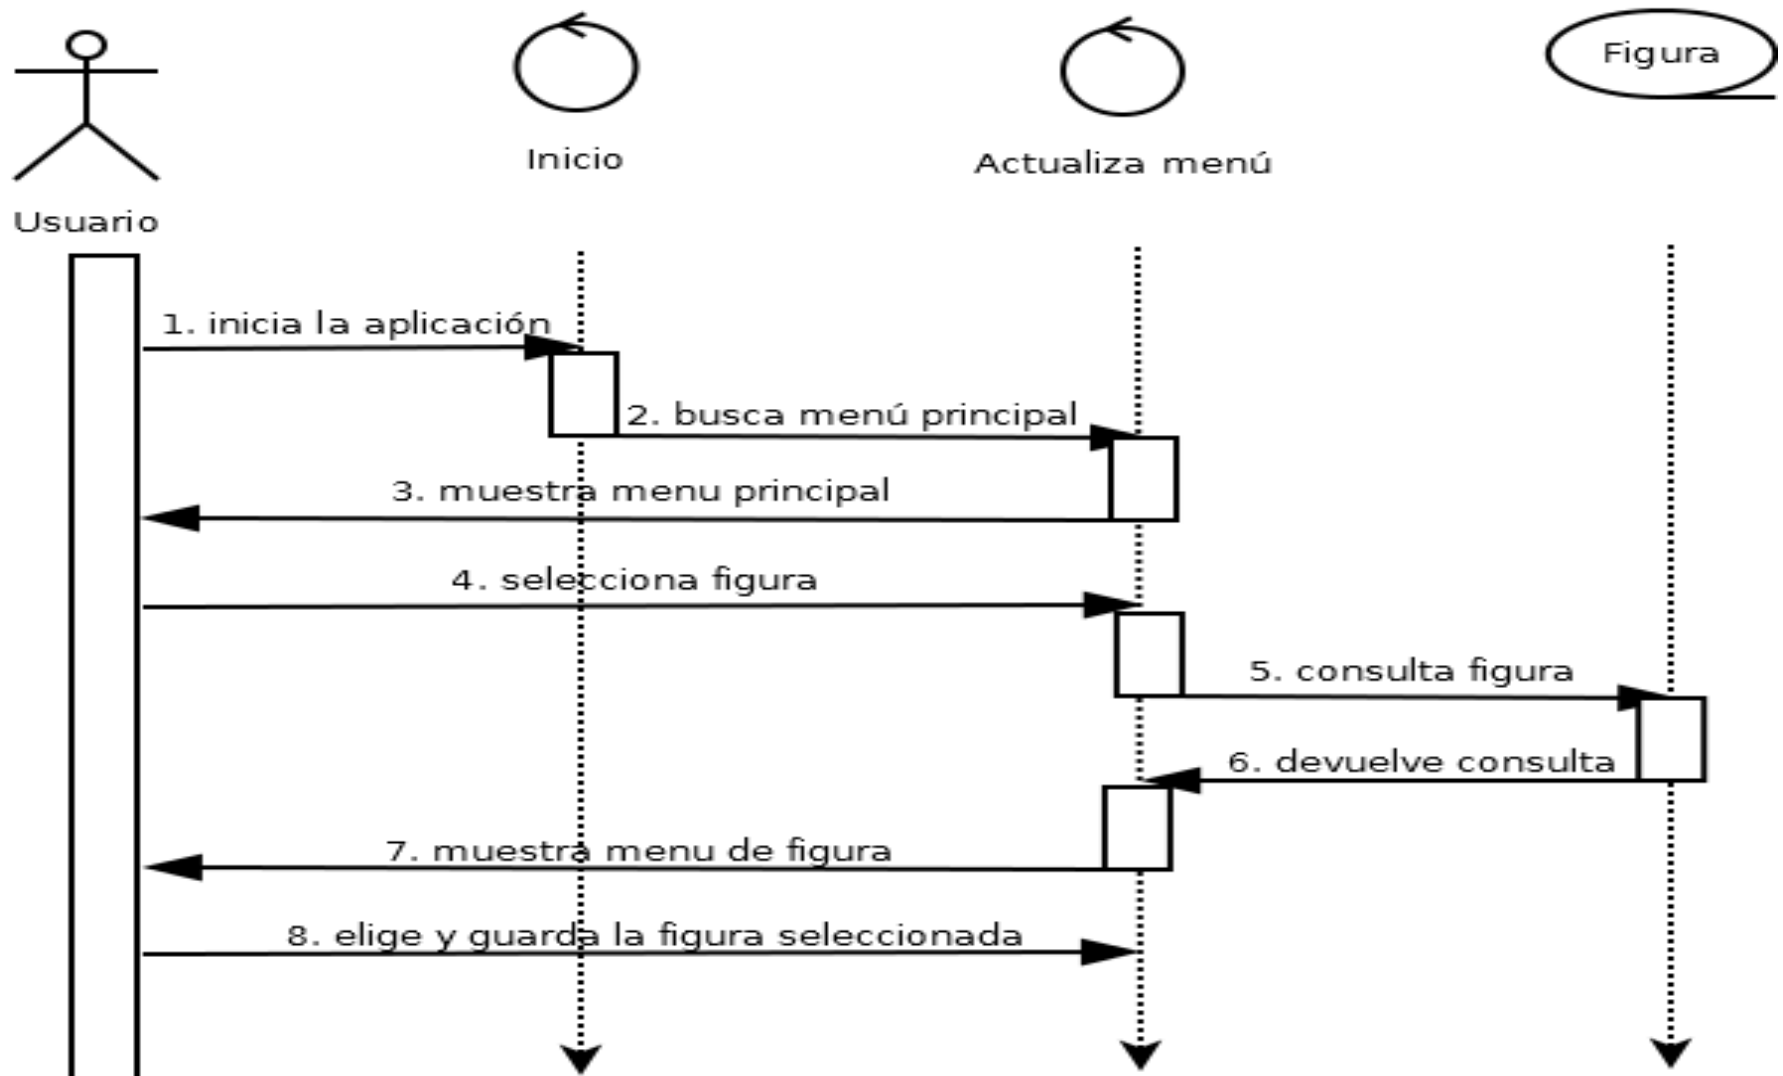 Figura
Inicio
Actualiza menú
Usuario
1. inicia la aplicación
2. busca menú principal
3. muestra menu principal
4. selecciona figura
5. consulta figura
6. devuelve consulta
7. muestra menu de figura
8. elige y guarda la figura seleccionada